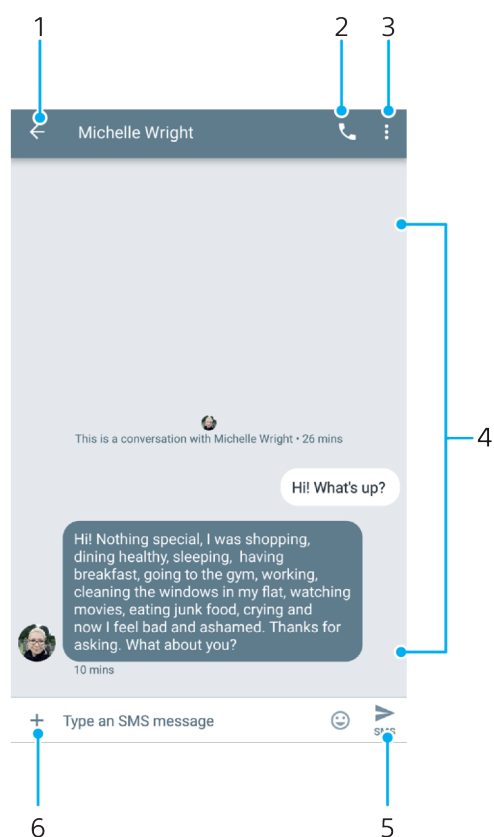 1 2 3
Michelle Wright
4
This is a conversation with Michelle Wright • 26 mins
Hi! What's up?
Hi! Nothing special, I was shopping,
dining healthy, sleeping, having
breakfast, going to the gym, working,
cleaning the windows in my flat, watching
movies, eating junk food, crying and
now I feel bad and ashamed. Thanks for
asking. What about you?
10 mins
Type an SMS message
SMS
6 5